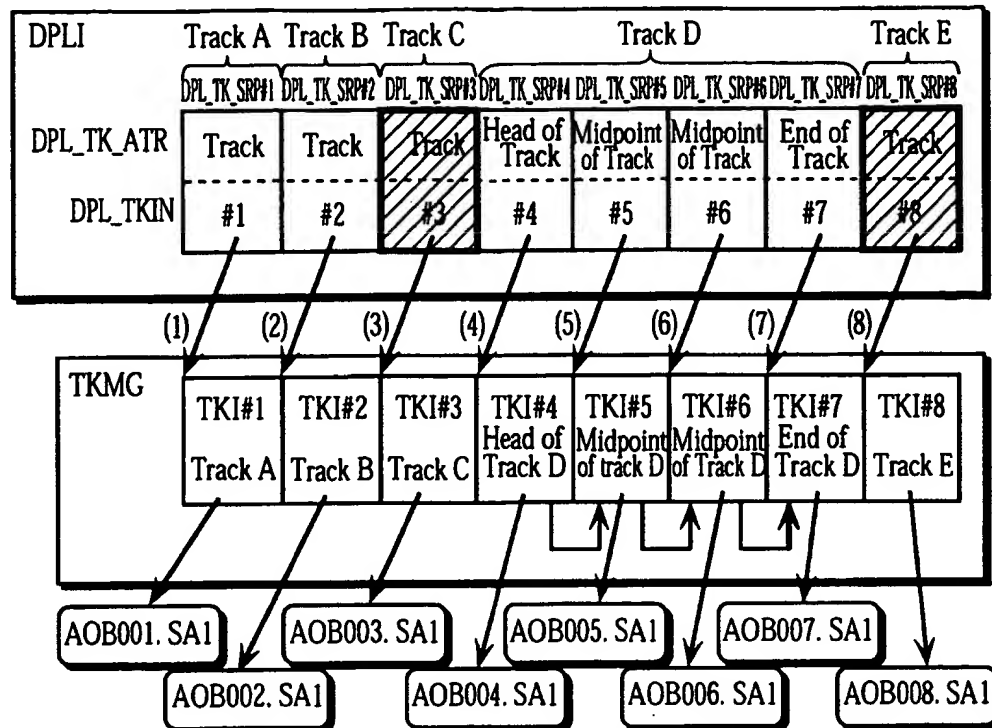 DPLI Track A Track B Track C Track D Track E
DPL_TK_SRP#1 DPL_TK_SRP#2 DPL_TK_SRP#3 DPL_TK_SRP#4 DPL_TK_SRP#5 DPL_TK_SRP#6 DPL_TK_SRP#7 DPL_TK_SRP#8
DPL_TK_ATR Track Track Track Head of Track Midpoint of Track Midpoint of Track End of Track Track
DPL_TKIN #1 #2 #3 #4 #5 #6 #7 #8
(1) (2) (3) (4) (5) (6) (7) (8)
TKMG TKI#1 TKI#2 TKI#3 TKI#4 TKI#5 TKI#6 TKI#7 TKI#8
Head of Midpoint Midpoint End of
Track A Track B Track C Track D of track D of Track D Track D Track E
AOB001. SA1 AOB003. SA1 AOB005. SA1 AOB007. SA1
AOB002. SA1 AOB004. SA1 AOB006. SA1 AOB008. SA1